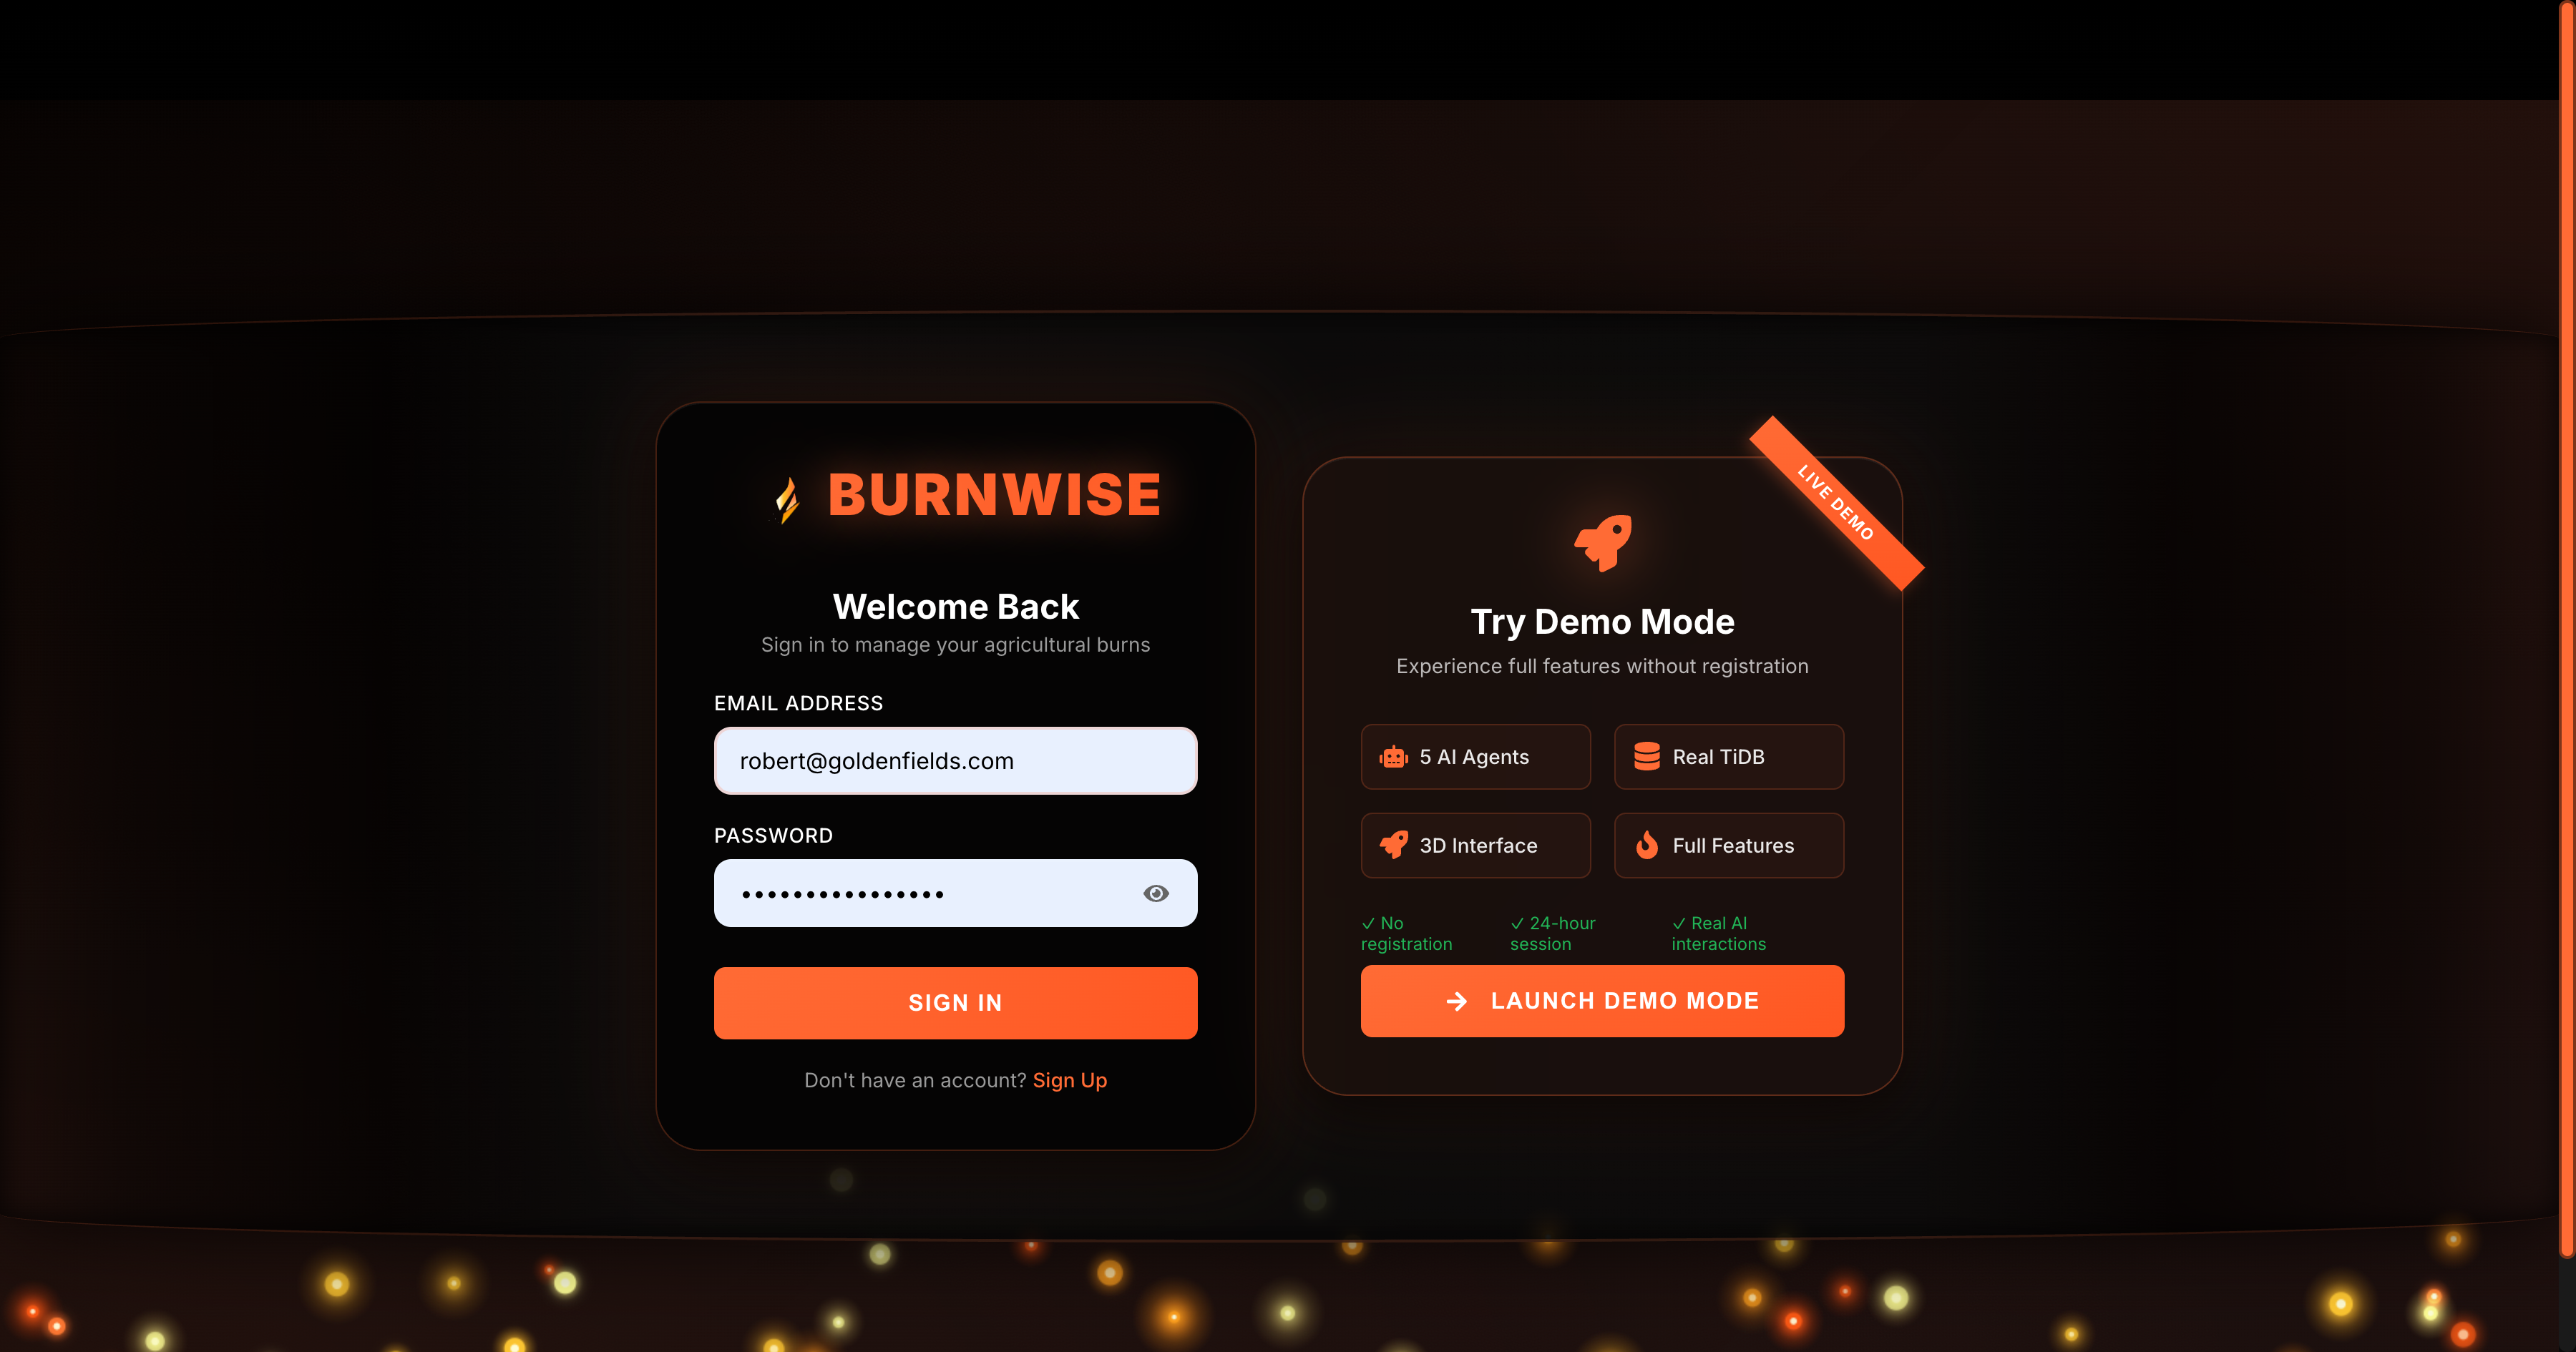 BURNWISE
Welcome Back
Sign in to manage your agricultural burns
EMAIL ADDRESS
robert@goldenfields.com
PASSWORD
••••••••••••••••
SIGN IN
Don't have an account? Sign Up
LIVE DEMO
Try Demo Mode
Experience full features without registration
5 AI Agents
Real TiDB
3D Interface
Full Features
✓ No
registration
✓ 24-hour
session
✓ Real AI
interactions
→ LAUNCH DEMO MODE